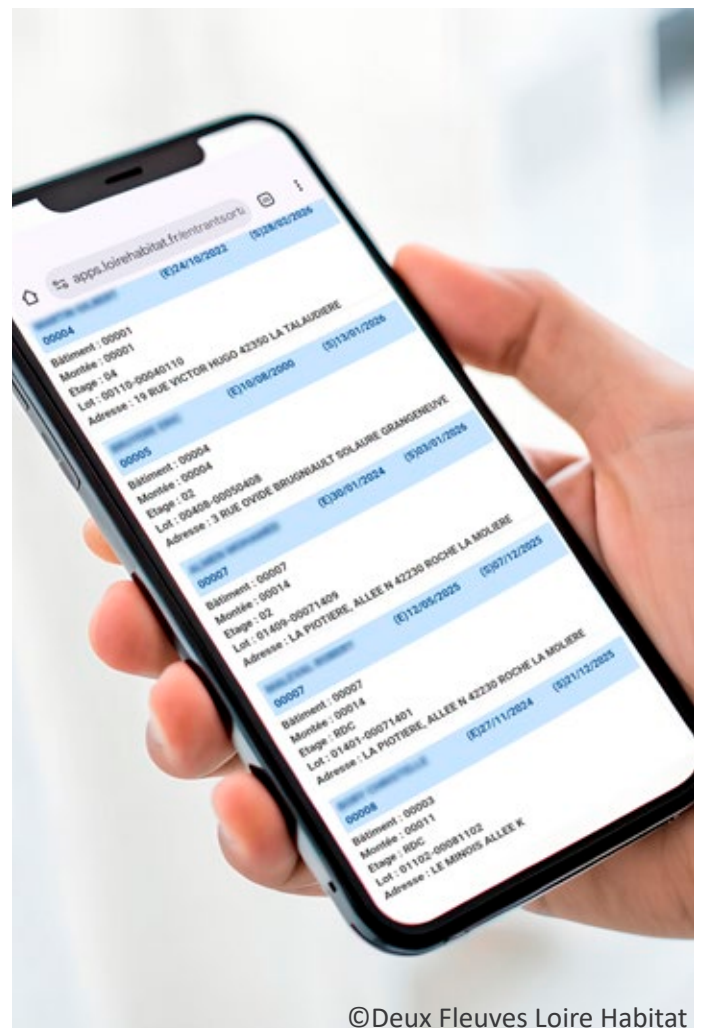 apps.loirehabitat.fr/entrantsorti
(E)24/10/2022 (S)28/02/2026
00004
Bâtiment : 00001
Montée : 00001
Etage : 04
Lot : 00110-00040110
Adresse : 19 RUE VICTOR HUGO 42350 LA TALAUDIERE
(E)10/08/2000 (S)13/01/2026
00005
Bâtiment : 00004
Montée : 00004
Etage : 02
Lot : 00408-00050408
Adresse : 3 RUE OVIDE BRUGNIAULT SOLAURE GRANGENEUVE
(E)30/01/2024 (S)03/01/2026
00007
Bâtiment : 00007
Montée : 00014
Etage : 02
Lot : 01409-00071409
Adresse : LA PIOTIERE, ALLEE N 42230 ROCHE LA MOLIERE
(E)12/05/2025 (S)07/12/2025
00007
Bâtiment : 00007
Montée : 00014
Etage : RDC
Lot : 01401-00071401
Adresse : LA PIOTIERE, ALLEE N 42230 ROCHE LA MOLIERE
(E)27/11/2024 (S)21/12/2025
00008
Bâtiment : 00003
Montée : 00011
Etage : RDC
Lot : 01102-00081102
Adresse : LE MINOIS ALLEE K
©Deux Fleuves Loire Habitat